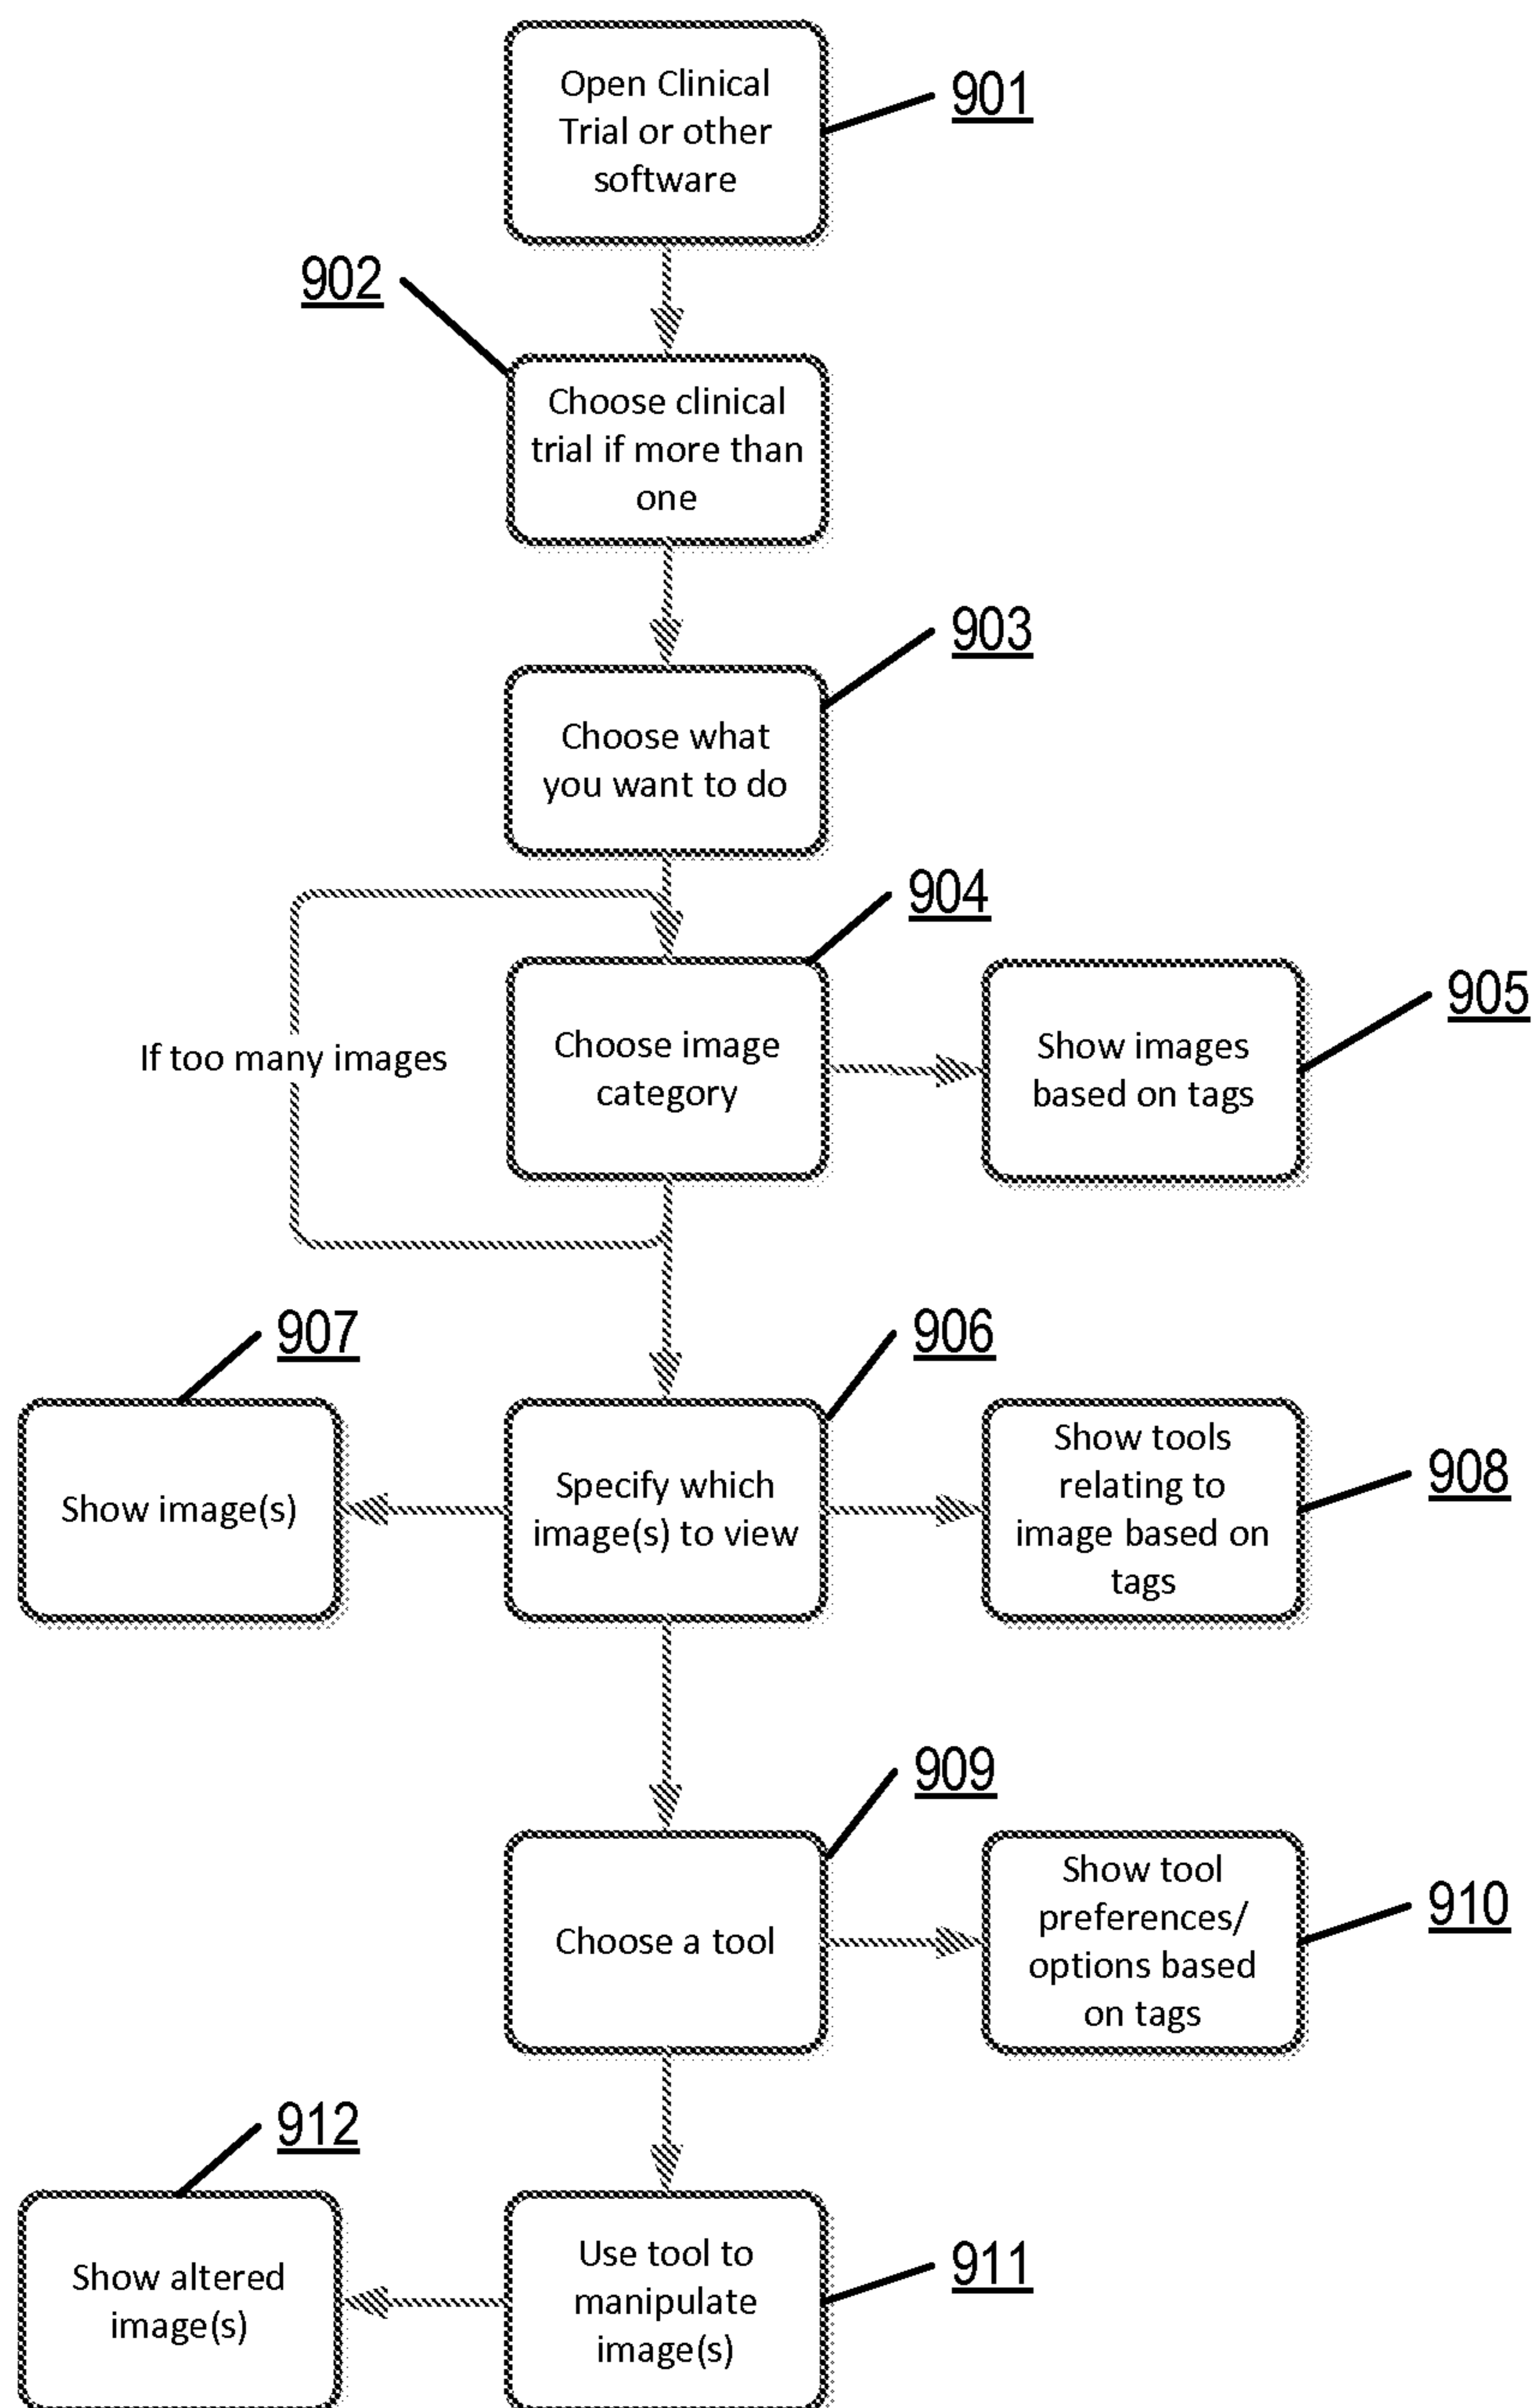 Open Clinical
Trial or other
software
901
902
Choose clinical
trial if more than
one
903
Choose what
you want to do
904
If too many images
Choose image
category
Show images
based on tags
905
907
906
Show image(s)
Specify which
image(s) to view
Show tools
relating to
image based on
tags
908
909
Choose a tool
Show tool
preferences/
options based
on tags
910
912
Show altered
image(s)
Use tool to
manipulate
image(s)
911